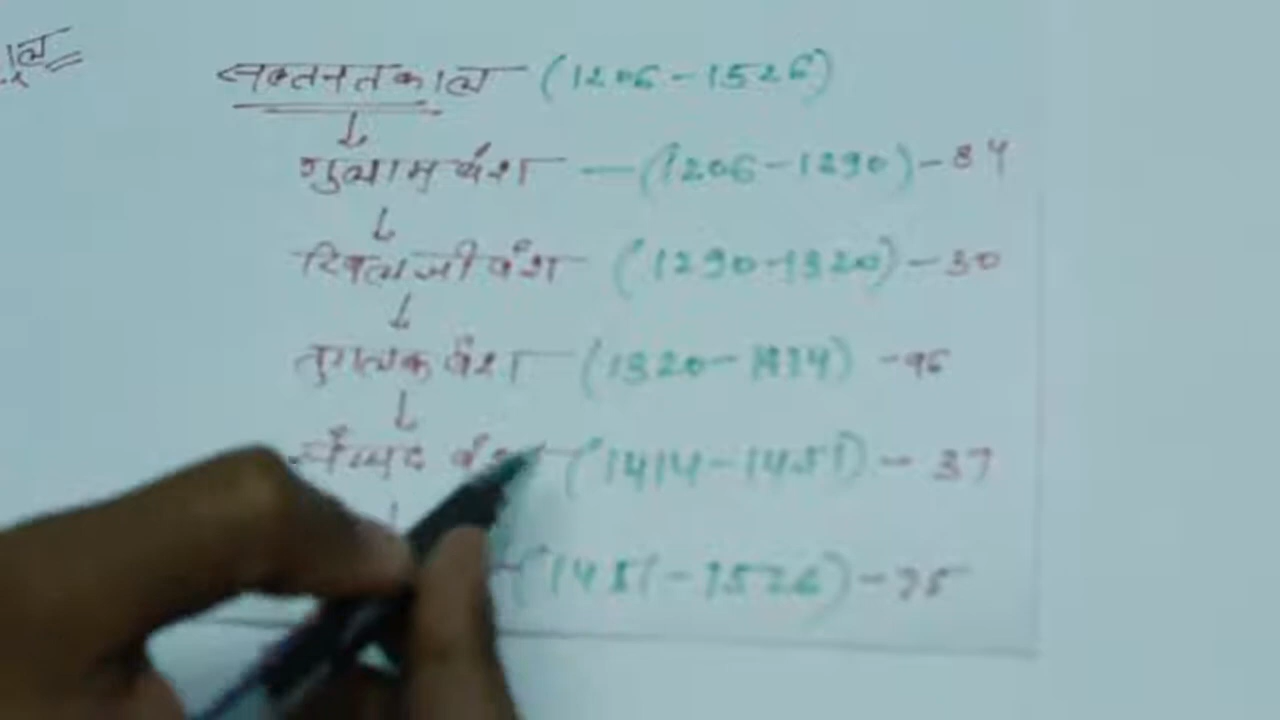 सल्तनत काल (1206-1526)
↓
गुलाम वंश — (1206-1290) - 84
↓
खिलजी वंश (1290-1320) - 30
↓
तुगलक वंश (1320-1414) - 96
↓
सैय्यद वंश (1414-1451) - 37
↓
(1451-1526) - 75